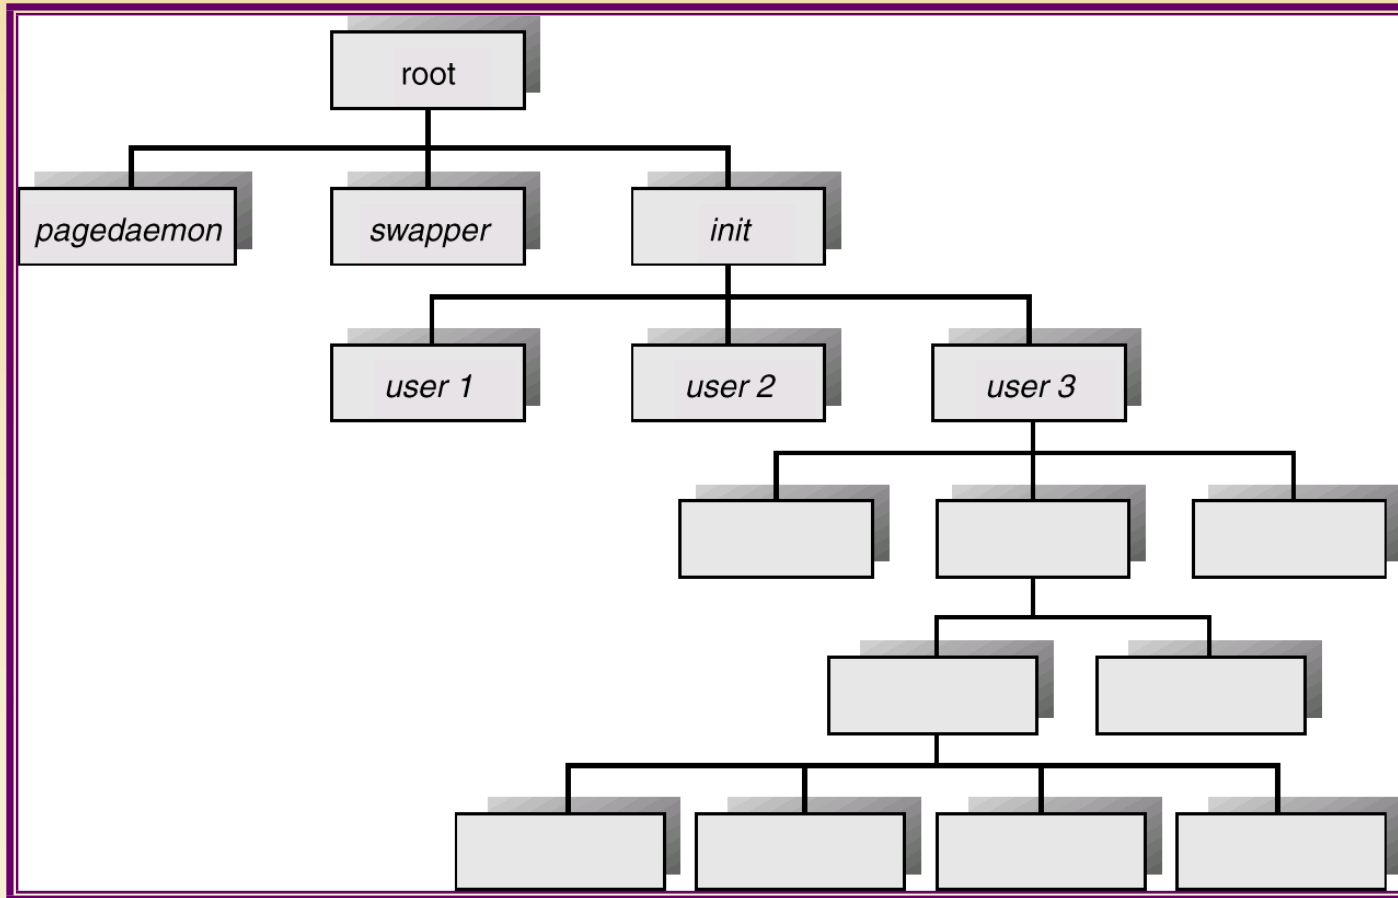 root
pagedaemon
swapper
init
user 1
user 2
user 3